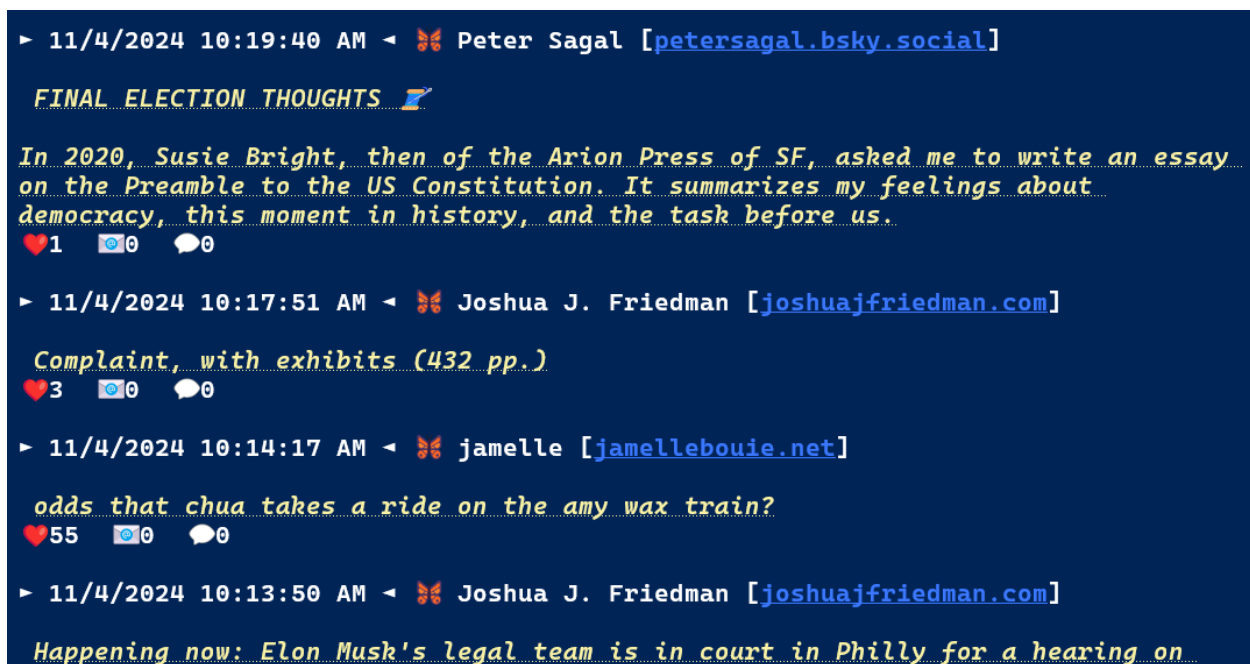 ► 11/4/2024 10:19:40 AM ◄ 🦋 Peter Sagal [petersagal.bsky.social]
FINAL ELECTION THOUGHTS 🧵
In 2020, Susie Bright, then of the Arion Press of SF, asked me to write an essay
on the Preamble to the US Constitution. It summarizes my feelings about
democracy, this moment in history, and the task before us.
❤️1 📧0 💬0
► 11/4/2024 10:17:51 AM ◄ 🦋 Joshua J. Friedman [joshuajfriedman.com]
Complaint, with exhibits (432 pp.)
❤️3 📧0 💬0
► 11/4/2024 10:14:17 AM ◄ 🦋 jamelle [jamellebouie.net]
odds that chua takes a ride on the amy wax train?
❤️55 📧0 💬0
► 11/4/2024 10:13:50 AM ◄ 🦋 Joshua J. Friedman [joshuajfriedman.com]
Happening now: Elon Musk's legal team is in court in Philly for a hearing on